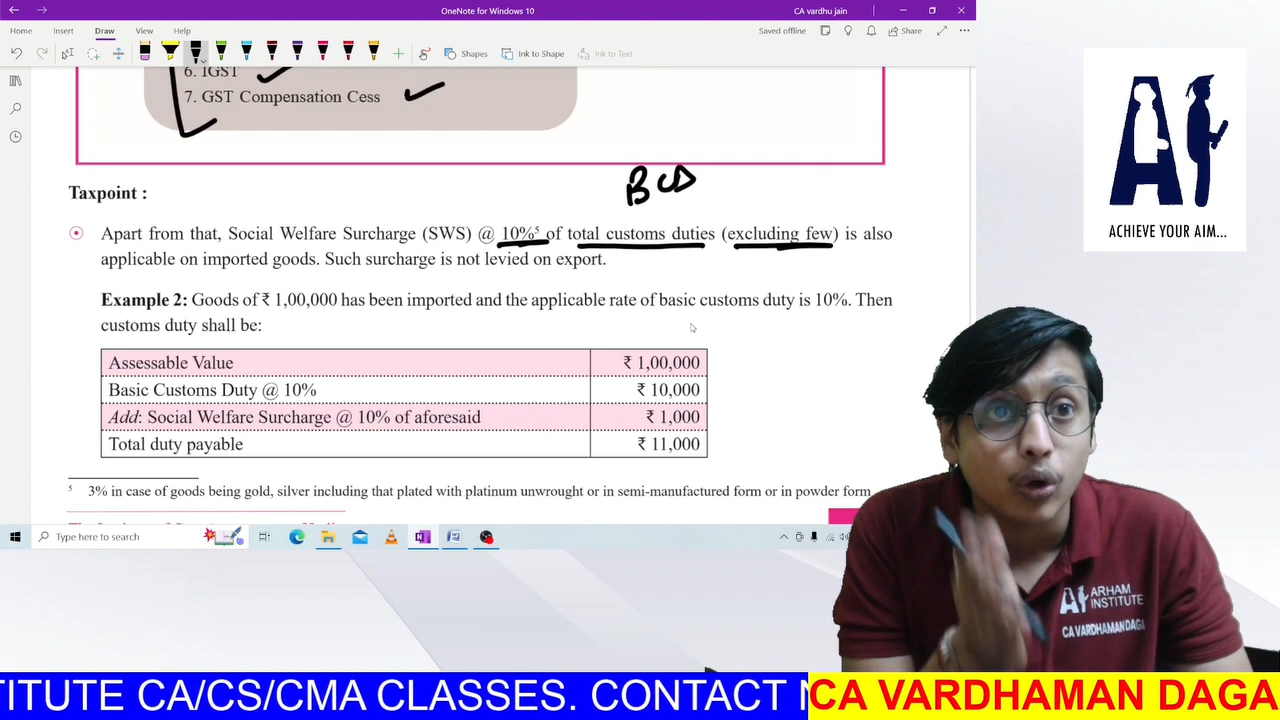 OneNote for Windows 10
CA vardhu jain
Home Insert Draw View Help
Saved offline Share
Shapes Ink to Shape Ink to Text
6. IGST
7. GST Compensation Cess
BCD
Taxpoint :
Apart from that, Social Welfare Surcharge (SWS) @ 10%5 of total customs duties (excluding few) is also
applicable on imported goods. Such surcharge is not levied on export.
Example 2: Goods of ₹ 1,00,000 has been imported and the applicable rate of basic customs duty is 10%. Then
customs duty shall be:
Assessable Value ₹ 1,00,000
Basic Customs Duty @ 10% ₹ 10,000
Add: Social Welfare Surcharge @ 10% of aforesaid ₹ 1,000
Total duty payable ₹ 11,000
5 3% in case of goods being gold, silver including that plated with platinum unwrought or in semi-manufactured form or in powder form
Type here to search
ACHIEVE YOUR AIM...
ARHAM
INSTITUTE
CA VARDHAMAN DAGA
TITUTE CA/CS/CMA CLASSES. CONTACT N
CA VARDHAMAN DAGA